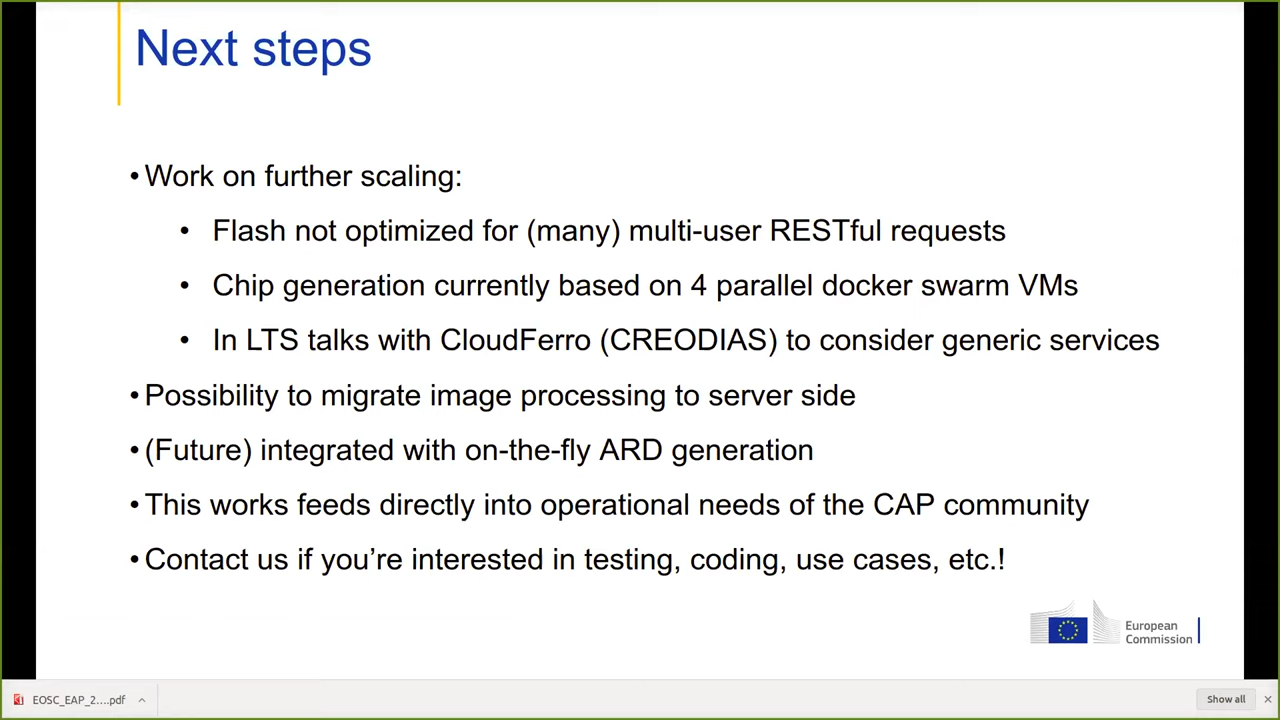 Next steps
• Work on further scaling:
• Flash not optimized for (many) multi-user RESTful requests
• Chip generation currently based on 4 parallel docker swarm VMs
• In LTS talks with CloudFerro (CREODIAS) to consider generic services
• Possibility to migrate image processing to server side
• (Future) integrated with on-the-fly ARD generation
• This works feeds directly into operational needs of the CAP community
• Contact us if you’re interested in testing, coding, use cases, etc.!
European
Commission
EOSC_EAP_2....pdf
Show all